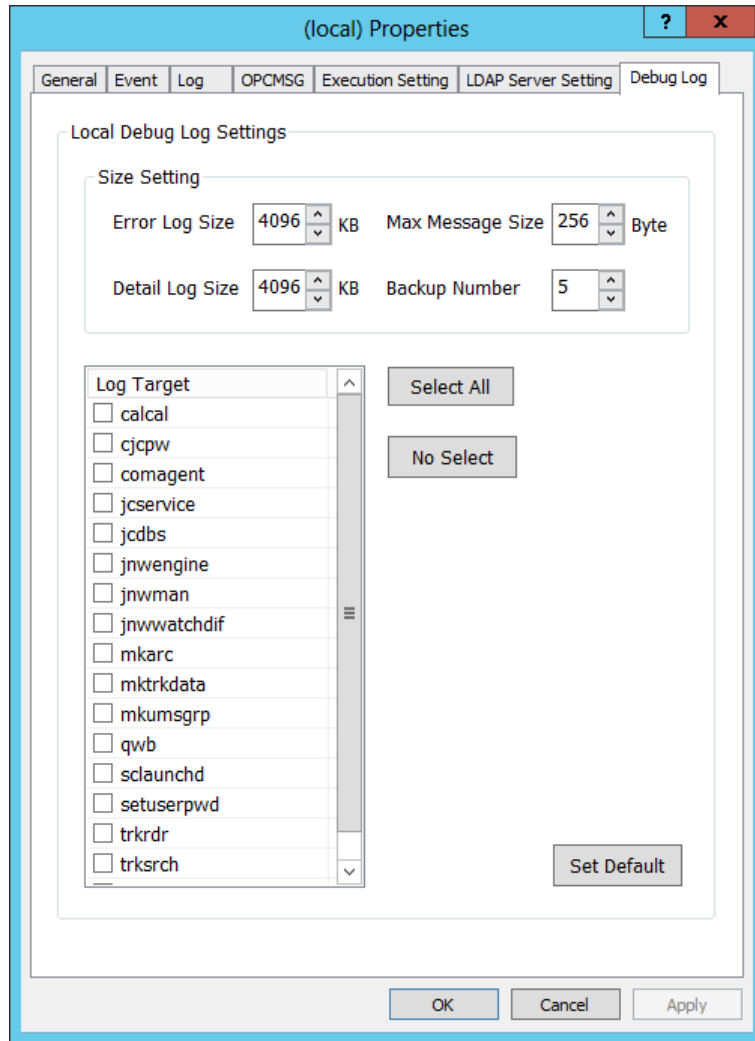 (local) Properties
?
x
General Event Log OPCMSG Execution Setting LDAP Server Setting Debug Log
Local Debug Log Settings
Size Setting
Error Log Size 4096 KB Max Message Size 256 Byte
Detail Log Size 4096 KB Backup Number 5
Log Target
Select All
calcal
cjcpw
No Select
comagent
jcservice
jcdbs
jnwengine
jnwman
jnwwatchdif
mkarc
mktrkdata
mkumsgrp
qwb
sclaunchd
setuserpwd
trkrdr
trksrch
Set Default
OK Cancel Apply